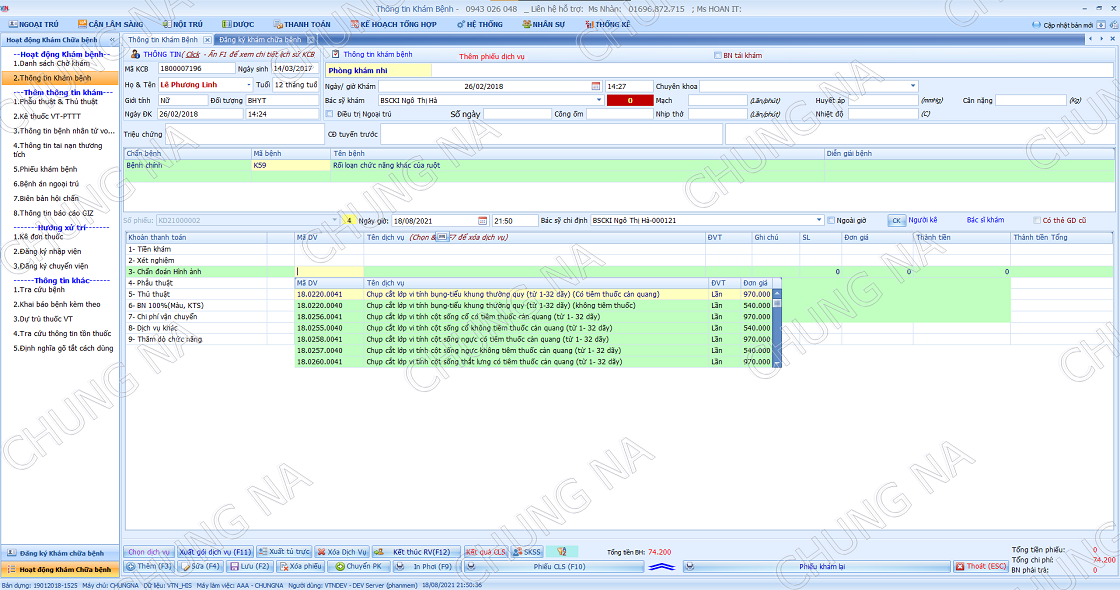 Thông tin Khám Bệnh - 0943 026 048 _ Liên hệ hỗ trợ: Ms Nhàn: 01696.872.715 ; Ms HOAN IT:
NGOẠI TRÚ CẬN LÂM SÀNG NỘI TRÚ DƯỢC THANH TOÁN KẾ HOẠCH TỔNG HỢP HỆ THỐNG NHÂN SỰ THỐNG KÊ Cập nhật bản mới
Hoạt động Khám Chữa bệnh
--Hoạt động Khám bệnh--
1.Danh sách Chờ khám
2.Thông tin Khám bệnh
---Thêm thông tin khám---
1.Phẫu thuật & Thủ thuật
2.Kê thuốc VT-PTTT
3.Thông tin bệnh nhân tử vo...
4.Thông tin tai nạn thương tích
5.Phiếu khám bệnh
6.Bệnh án ngoại trú
7.Biên bản hội chẩn
8.Thông tin báo cáo GIZ
-------Hướng xử trí-------
1.Kê đơn thuốc
2.Đăng ký nhập viện
3.Đăng ký chuyển viện
------Thông tin khác------
1.Tra cứu bệnh
2.Khai báo bệnh kèm theo
3.Dự trù thuốc VT
4.Tra cứu thông tin tồn thuốc
5.Định nghĩa gõ tắt cách dùng
Đăng ký Khám chữa bệnh
Hoạt động Khám Chữa bệnh
Thông tin Khám Bệnh Đăng ký khám chữa bệnh
THÔNG TIN (Click - Ấn F1 để xem chi tiết lịch sử KCB
Mã KCB 1800007196 Ngày sinh 14/03/2017
Họ & Tên Lê Phương Linh Tuổi 12 tháng tuổ
Giới tính Nữ Đối tượng BHYT
Ngày ĐK 26/02/2018 14:24
Thông tin khám bệnh Thêm phiếu dịch vụ BN tái khám
Phòng khám nhi
Ngày/ giờ Khám 26/02/2018 14:27 Chuyên khoa
Bác sỹ khám BSCKI Ngô Thị Hà 0 Mạch (Lần/phút) Huyết áp (mmHg) Cân nặng (Kg)
Điều trị Ngoại trú Số ngày Công ốm Nhịp thở (Lần/phút) Nhiệt độ (C)
Triệu chứng CĐ tuyến trước
Chẩn bệnh Mã bệnh Tên bệnh Diễn giải bệnh
Bệnh chính K59 Rối loạn chức năng khác của ruột
Số phiếu: KD21000002 4 Ngày giờ: 18/08/2021 21:50 Bác sỹ chỉ định BSCKI Ngô Thị Hà-000121 Ngoài giờ CK Người kê Bác sĩ khám Có thẻ GD cũ
Khoản thanh toán Mã DV Tên dịch vụ (Chọn & F7 để xóa dịch vụ) ĐVT Ghi chú SL Đơn giá Thành tiền Thành tiền Tổng
1- Tiền khám
2- Xét nghiệm
3- Chẩn đoán Hình ảnh 0 0 0
4- Phẫu thuật
5- Thủ thuật
6- BN 100%(Máu, KTS)
7- Chi phí vận chuyển
8- Dịch vụ khác
9- Thăm dò chức năng
Mã DV Tên dịch vụ ĐVT Đơn giá
18.0220.0041 Chụp cắt lớp vi tính bụng-tiểu khung thường quy (từ 1-32 dãy) (Có tiêm thuốc cản quang) Lần 970.000
18.0220.0040 Chụp cắt lớp vi tính bụng-tiểu khung thường quy (từ 1-32 dãy) (không tiêm thuốc) Lần 540.000
18.0256.0041 Chụp cắt lớp vi tính cột sống cổ có tiêm thuốc cản quang (từ 1- 32 dãy) Lần 970.000
18.0255.0040 Chụp cắt lớp vi tính cột sống cổ không tiêm thuốc cản quang (từ 1- 32 dãy) Lần 540.000
18.0258.0041 Chụp cắt lớp vi tính cột sống ngực có tiêm thuốc cản quang (từ 1- 32 dãy) Lần 970.000
18.0257.0040 Chụp cắt lớp vi tính cột sống ngực không tiêm thuốc cản quang (từ 1- 32 dãy) Lần 540.000
18.0260.0041 Chụp cắt lớp vi tính cột sống thắt lưng có tiêm thuốc cản quang (từ 1- 32 dãy) Lần 970.000
Chọn dịch vụ Xuất gói dịch vụ (F11) Xuất tủ trực Xóa Dịch Vụ Kết thúc RV(F12) Kết quả CLS SKSS Tổng tiền BH: 74.200
Thêm (F3) Sửa (F4) Lưu (F2) Xóa phiếu Chuyển PK In Phơi (F9) Phiếu CLS (F10) Phiếu khám lại Thoát (ESC)
Tổng tiền phiếu: 0
Tổng chi phí: 74.200
BN phải trả: 0
Bản dựng: 19012018-1525 Máy chủ: CHUNGNA Dữ liệu: VTN_HIS Máy làm việc: AAA - CHUNGNA Người dùng: VTNDEV - DEV Server (phanmem) 18/08/2021 21:50:36
CHUNG NA